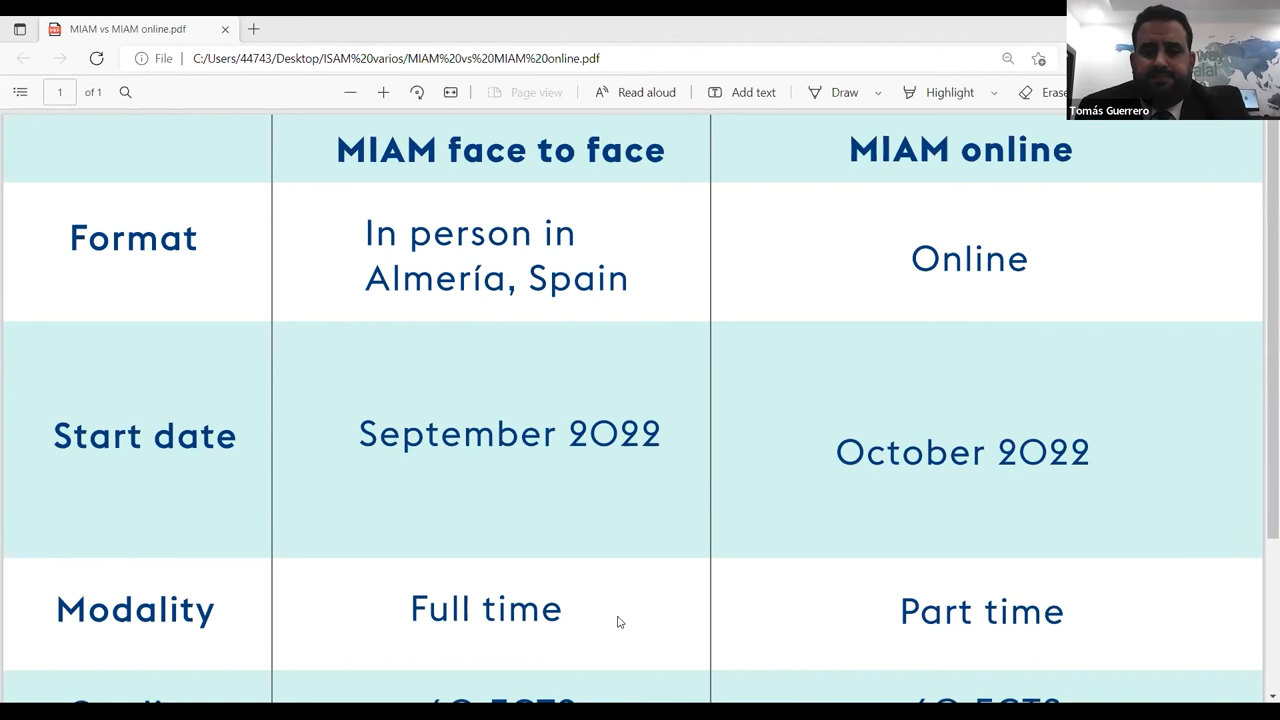 MIAM vs MIAM online.pdf
File C:/Users/44743/Desktop/ISAM%20varios/MIAM%20vs%20MIAM%20online.pdf
1 of 1 Page view Read aloud Add text Draw Highlight
Tomás Guerrero
MIAM face to face MIAM online
Format
In person in
Almería, Spain
Online
Start date September 2022 October 2022
Modality Full time Part time